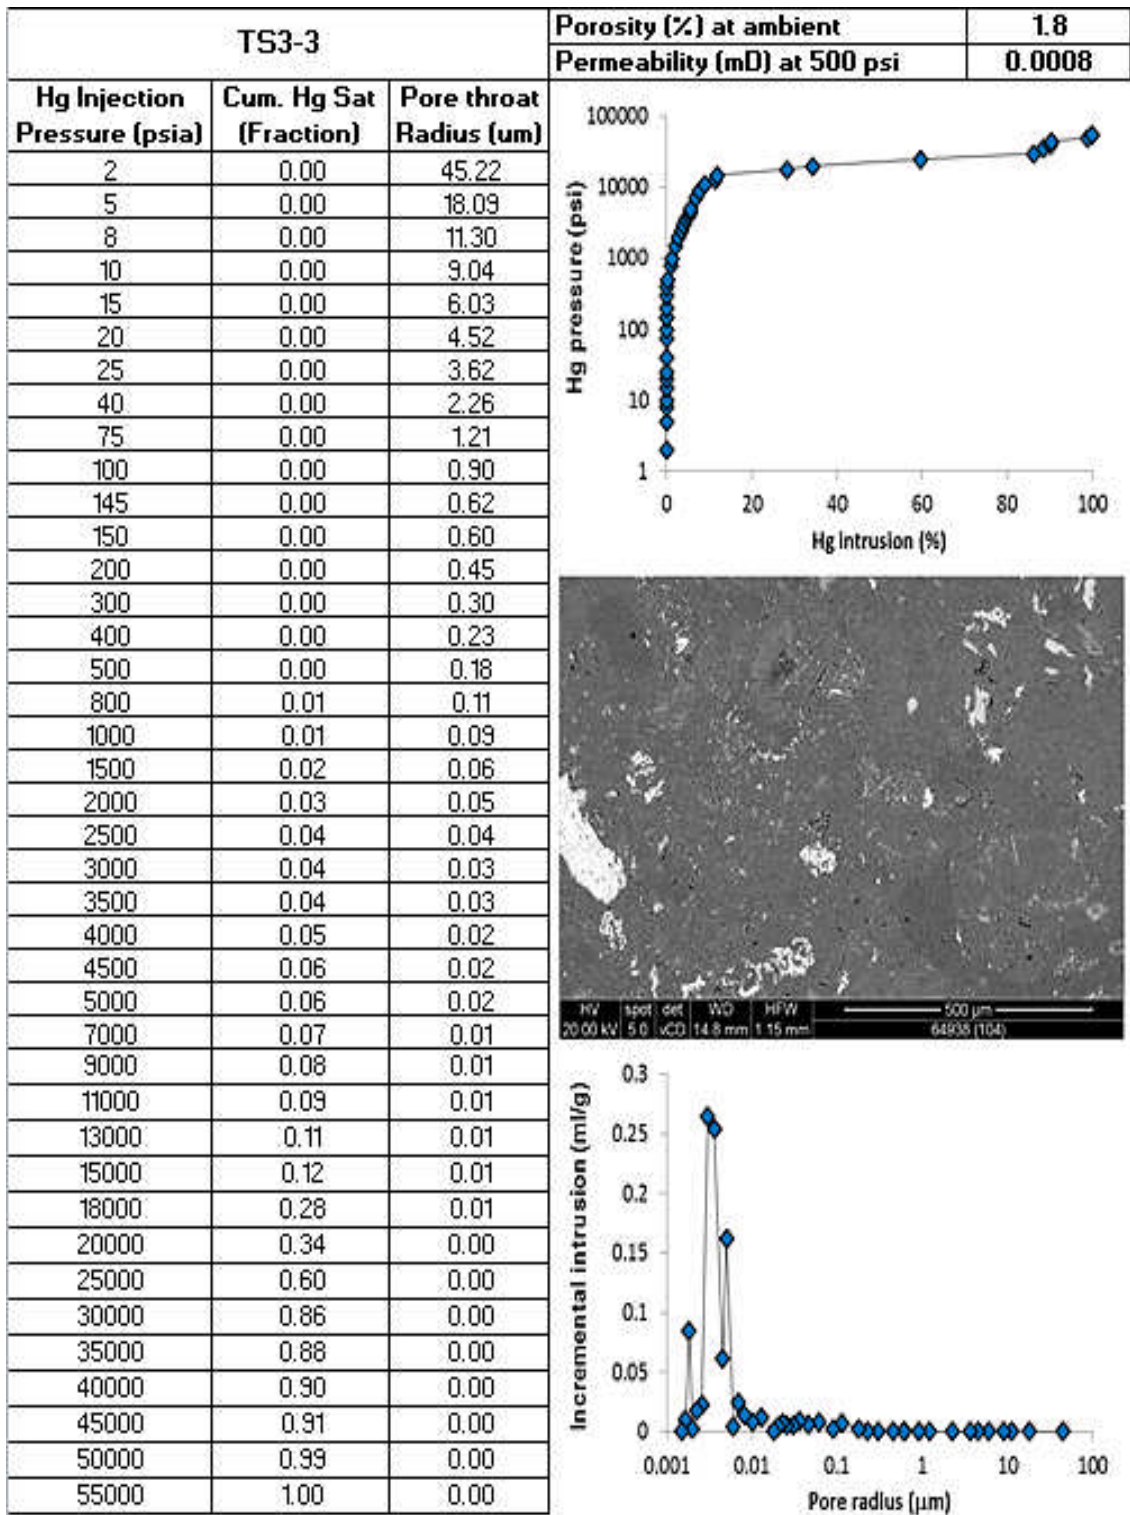 TS3-3
Porosity (%) at ambient 1.8
Permeability (mD) at 500 psi 0.0008
Hg Injection Pressure (psia) Cum. Hg Sat (Fraction) Pore throat Radius (um)
2 0.00 45.22
5 0.00 18.09
8 0.00 11.30
10 0.00 9.04
15 0.00 6.03
20 0.00 4.52
25 0.00 3.62
40 0.00 2.26
75 0.00 1.21
100 0.00 0.90
145 0.00 0.62
150 0.00 0.60
200 0.00 0.45
300 0.00 0.30
400 0.00 0.23
500 0.00 0.18
800 0.01 0.11
1000 0.01 0.09
1500 0.02 0.06
2000 0.03 0.05
2500 0.04 0.04
3000 0.04 0.03
3500 0.04 0.03
4000 0.05 0.02
4500 0.06 0.02
5000 0.06 0.02
7000 0.07 0.01
9000 0.08 0.01
11000 0.09 0.01
13000 0.11 0.01
15000 0.12 0.01
18000 0.28 0.01
20000 0.34 0.00
25000 0.60 0.00
30000 0.86 0.00
35000 0.88 0.00
40000 0.90 0.00
45000 0.91 0.00
50000 0.99 0.00
55000 1.00 0.00
Hg pressure (psi)
100000
10000
1000
100
10
1
0 20 40 60 80 100
Hg intrusion (%)
HV spot det WD HFW 500 µm
20.00 kV 5.0 vCD 14.8 mm 1.15 mm 64938 (104)
Incremental intrusion (ml/g)
0.3
0.25
0.2
0.15
0.1
0.05
0
0.001 0.01 0.1 1 10 100
Pore radius (µm)